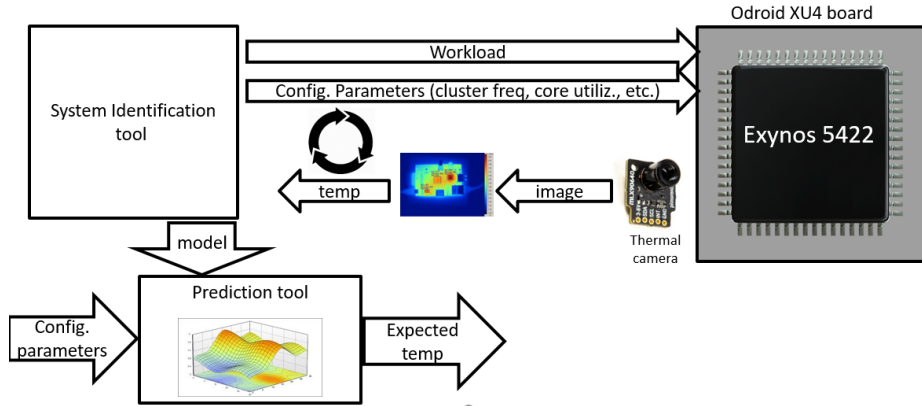 Odroid XU4 board
Workload
System Identification
tool
Config. Parameters (cluster freq, core utiliz., etc.)
Exynos 5422
temp
image
MLX90640
Thermal
camera
model
Prediction tool
Config.
parameters
Expected
temp